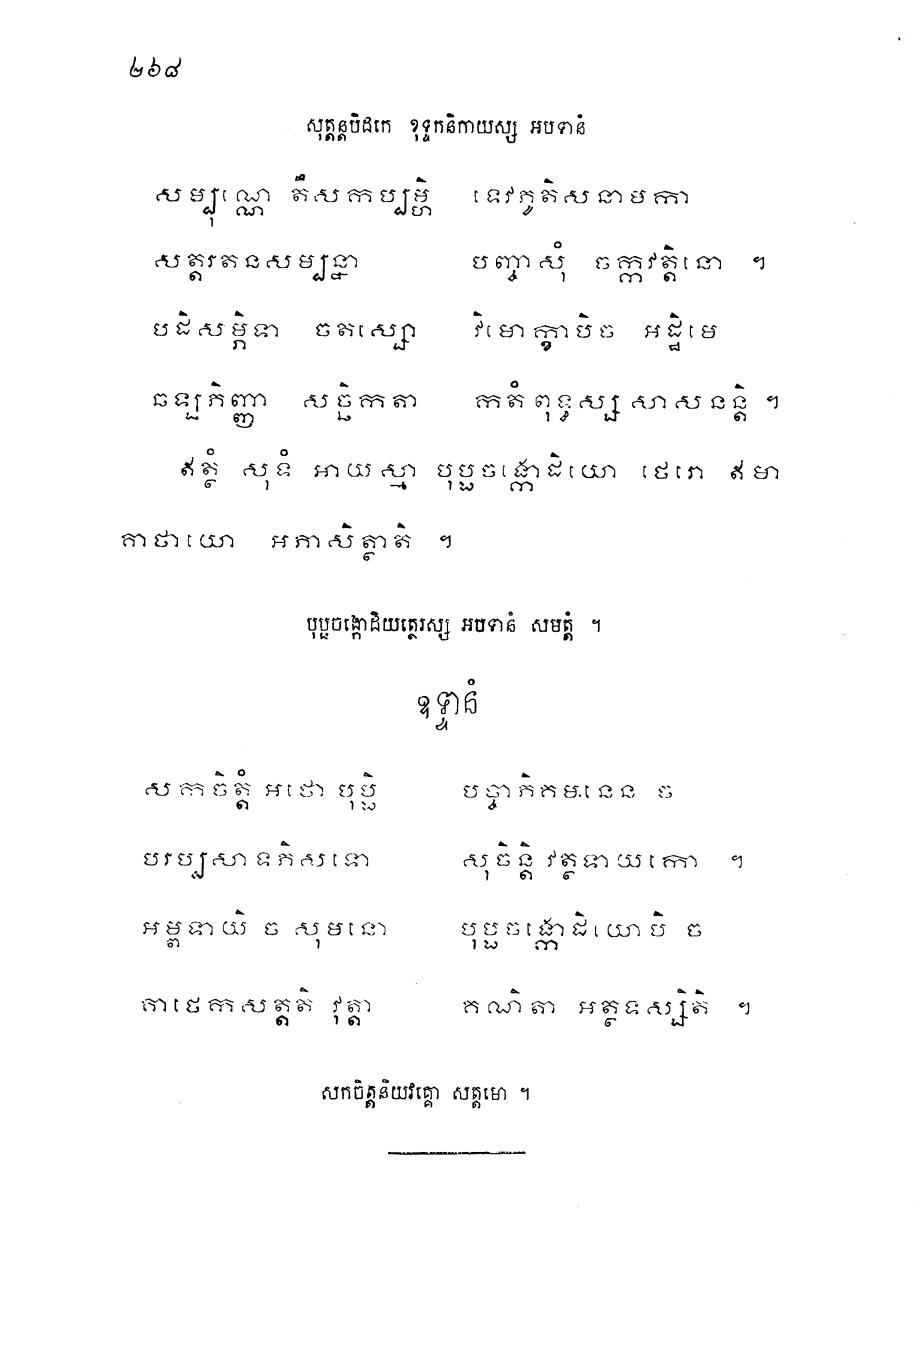 ២៦៨
សុត្តន្តបិដកេ ខុទ្ទកនិកាយស្ស អបទានំ
សម្បុណ្ណេ តឹសកប្បម្ហិ ទេវភូតិសនាមកា
សត្តរតនសម្បន្នា បញ្ចាសុំ ចក្កវត្តិនោ ។
បដិសម្ភិទា ចតស្សោ វិមោក្ខាបិច អដ្ឋិមេ
ឆឡភិញ្ញា សច្ឆិកតា កតំ ពុទ្ធស្ស សាសនន្តិ ។
ឥត្ថំ សុទំ អាយស្មា បុប្ផចង្កោដិយោ ថេរោ ឥមា
គាថាយោ អភាសិត្ថាតិ ។
បុប្ផចង្កោដិយត្ថេរស្ស អបទានំ សមត្តំ ។
ឧទ្ទានំ
សកចិត្តំ អថោ បុប្ផិ បច្ចាភិគមនេន ច
បរប្បសាទភិសទោ សុចិន្តិ វត្ថទាយកោ ។
អម្ពទាយិ ច សុមនោ បុប្ផចង្កោដិយោបិ ច
គាថេកសត្តតិ វុត្តា គណិតា អត្ថទស្សិតិ ។
សកចិត្តនិយវគ្គោ សត្តមោ ។